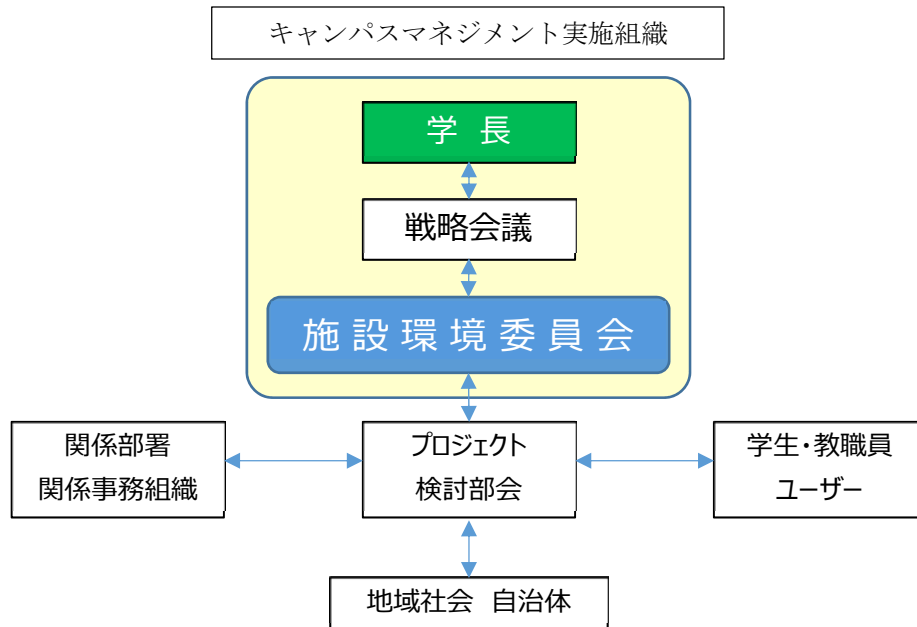 キャンパスマネジメント実施組織
学 長
戦略会議
施設環境委員会
関係部署
関係事務組織
プロジェクト
検討部会
学生・教職員
ユーザー
地域社会 自治体